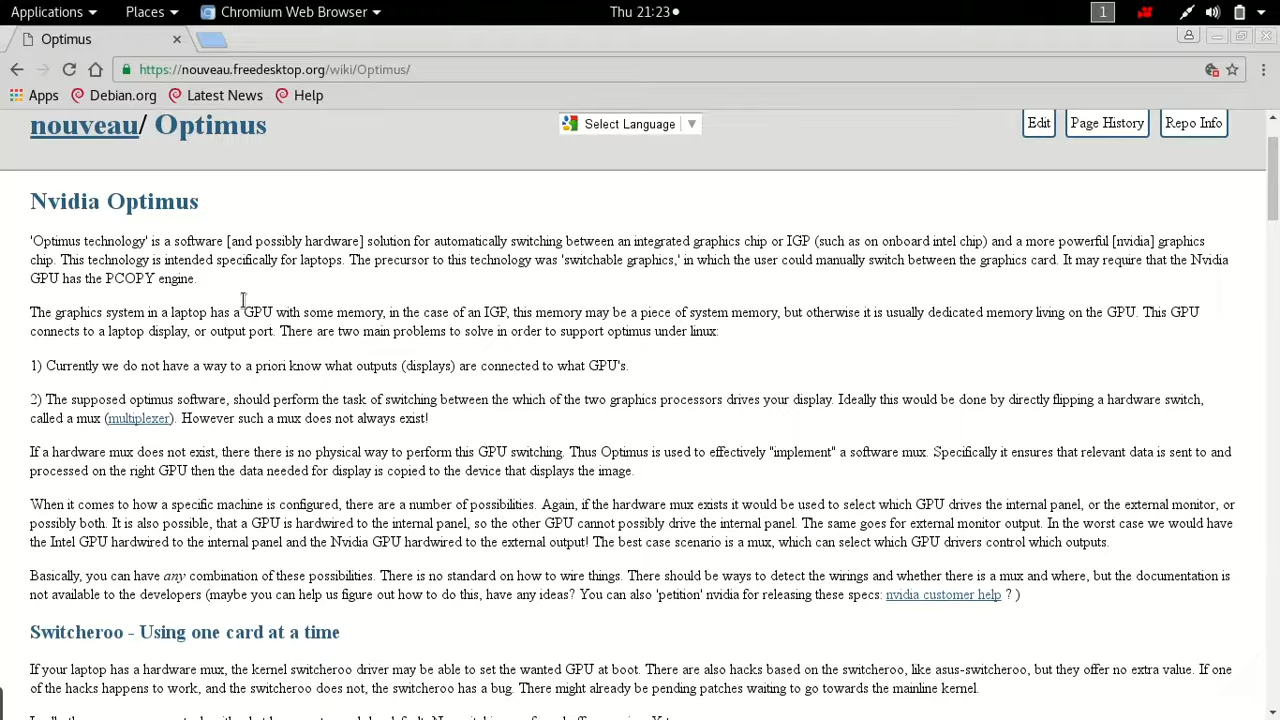 Applications Places Chromium Web Browser Thu 21:23 1
Optimus
https://nouveau.freedesktop.org/wiki/Optimus/
Apps Debian.org Latest News Help
nouveau/ Optimus Select Language Edit Page History Repo Info
Nvidia Optimus
'Optimus technology' is a software [and possibly hardware] solution for automatically switching between an integrated graphics chip or IGP (such as on onboard intel chip) and a more powerful [nvidia] graphics
chip. This technology is intended specifically for laptops. The precursor to this technology was 'switchable graphics,' in which the user could manually switch between the graphics card. It may require that the Nvidia
GPU has the PCOPY engine.
The graphics system in a laptop has a GPU with some memory, in the case of an IGP, this memory may be a piece of system memory, but otherwise it is usually dedicated memory living on the GPU. This GPU
connects to a laptop display, or output port. There are two main problems to solve in order to support optimus under linux:
1) Currently we do not have a way to a priori know what outputs (displays) are connected to what GPU's.
2) The supposed optimus software, should perform the task of switching between the which of the two graphics processors drives your display. Ideally this would be done by directly flipping a hardware switch,
called a mux (multiplexer). However such a mux does not always exist!
If a hardware mux does not exist, there there is no physical way to perform this GPU switching. Thus Optimus is used to effectively "implement" a software mux. Specifically it ensures that relevant data is sent to and
processed on the right GPU then the data needed for display is copied to the device that displays the image.
When it comes to how a specific machine is configured, there are a number of possibilities. Again, if the hardware mux exists it would be used to select which GPU drives the internal panel, or the external monitor, or
possibly both. It is also possible, that a GPU is hardwired to the internal panel, so the other GPU cannot possibly drive the internal panel. The same goes for external monitor output. In the worst case we would have
the Intel GPU hardwired to the internal panel and the Nvidia GPU hardwired to the external output! The best case scenario is a mux, which can select which GPU drivers control which outputs.
Basically, you can have any combination of these possibilities. There is no standard on how to wire things. There should be ways to detect the wirings and whether there is a mux and where, but the documentation is
not available to the developers (maybe you can help us figure out how to do this, have any ideas? You can also 'petition' nvidia for releasing these specs: nvidia customer help ? )
Switcheroo - Using one card at a time
If your laptop has a hardware mux, the kernel switcheroo driver may be able to set the wanted GPU at boot. There are also hacks based on the switcheroo, like asus-switcheroo, but they offer no extra value. If one
of the hacks happens to work, and the switcheroo does not, the switcheroo has a bug. There might already be pending patches waiting to go towards the mainline kernel.